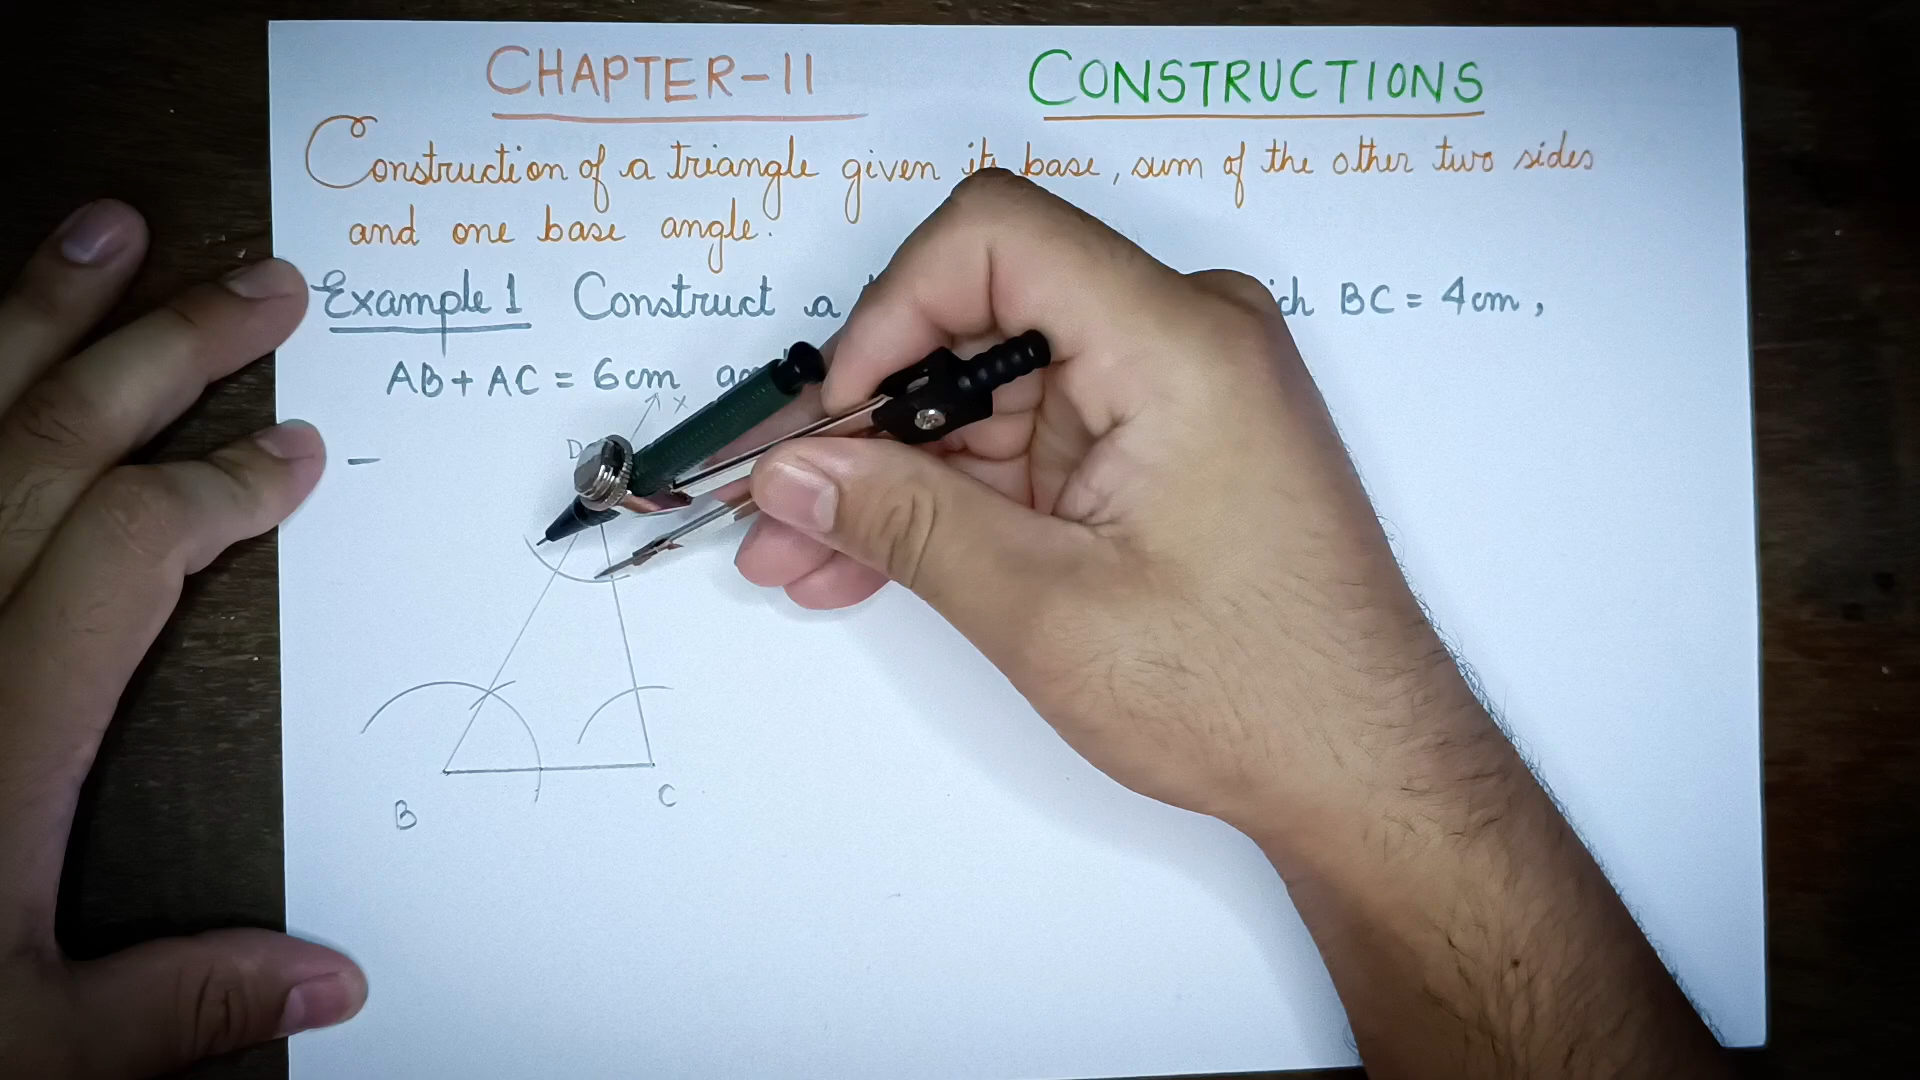 CHAPTER-11 CONSTRUCTIONS
Construction of a triangle given its base, sum of the other two sides
and one base angle.
Example 1 Construct a BC = 4cm,
AB + AC = 6cm
X
D
B
C